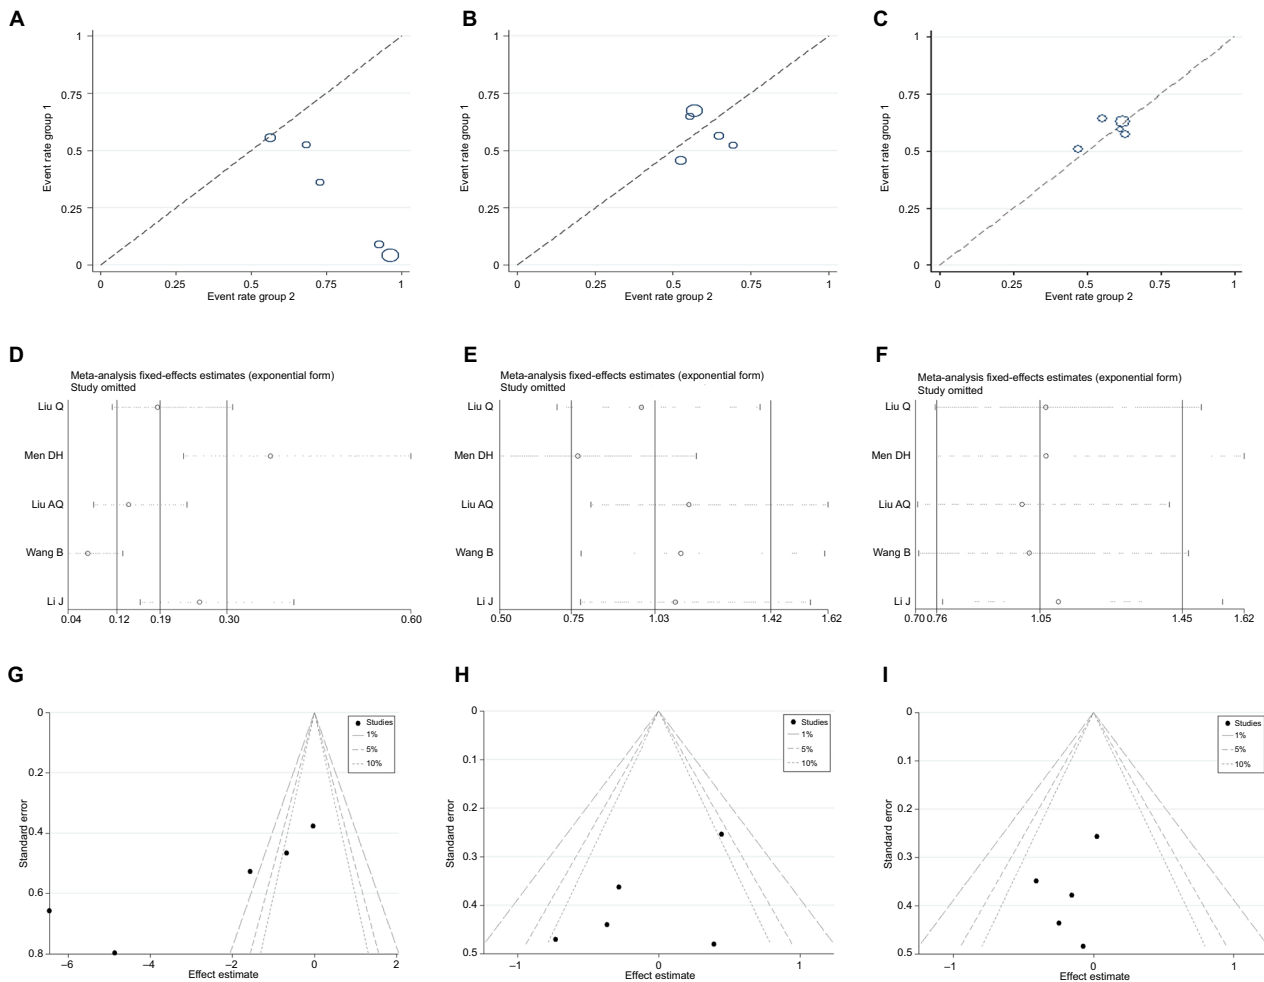 A
1
0.75
0.5
0.25
0
Event rate group 1
0
0.25
0.5
0.75
1
Event rate group 2
B
1
0.75
0.5
0.25
0
Event rate group 1
0
0.25
0.5
0.75
1
Event rate group 2
C
1
0.75
0.5
0.25
0
Event rate group 1
0
0.25
0.5
0.75
1
Event rate group 2
D
Meta-analysis fixed-effects estimates (exponential form)
Study omitted
Liu Q
Men DH
Liu AQ
Wang B
Li J
0.04
0.12
0.19
0.30
0.60
E
Meta-analysis fixed-effects estimates (exponential form)
Study omitted
Liu Q
Men DH
Liu AQ
Wang B
Li J
0.50
0.75
1.03
1.42
1.62
F
Meta-analysis fixed-effects estimates (exponential form)
Study omitted
Liu Q
Men DH
Liu AQ
Wang B
Li J
0.70
0.76
1.05
1.45
1.62
G
0
0.2
0.4
0.6
0.8
Standard error
Studies
1%
5%
10%
–6
–4
–2
0
2
Effect estimate
H
0
0.1
0.2
0.3
0.4
0.5
Standard error
Studies
1%
5%
10%
–1
0
1
Effect estimate
I
0
0.1
0.2
0.3
0.4
0.5
Standard error
Studies
1%
5%
10%
–1
0
1
Effect estimate